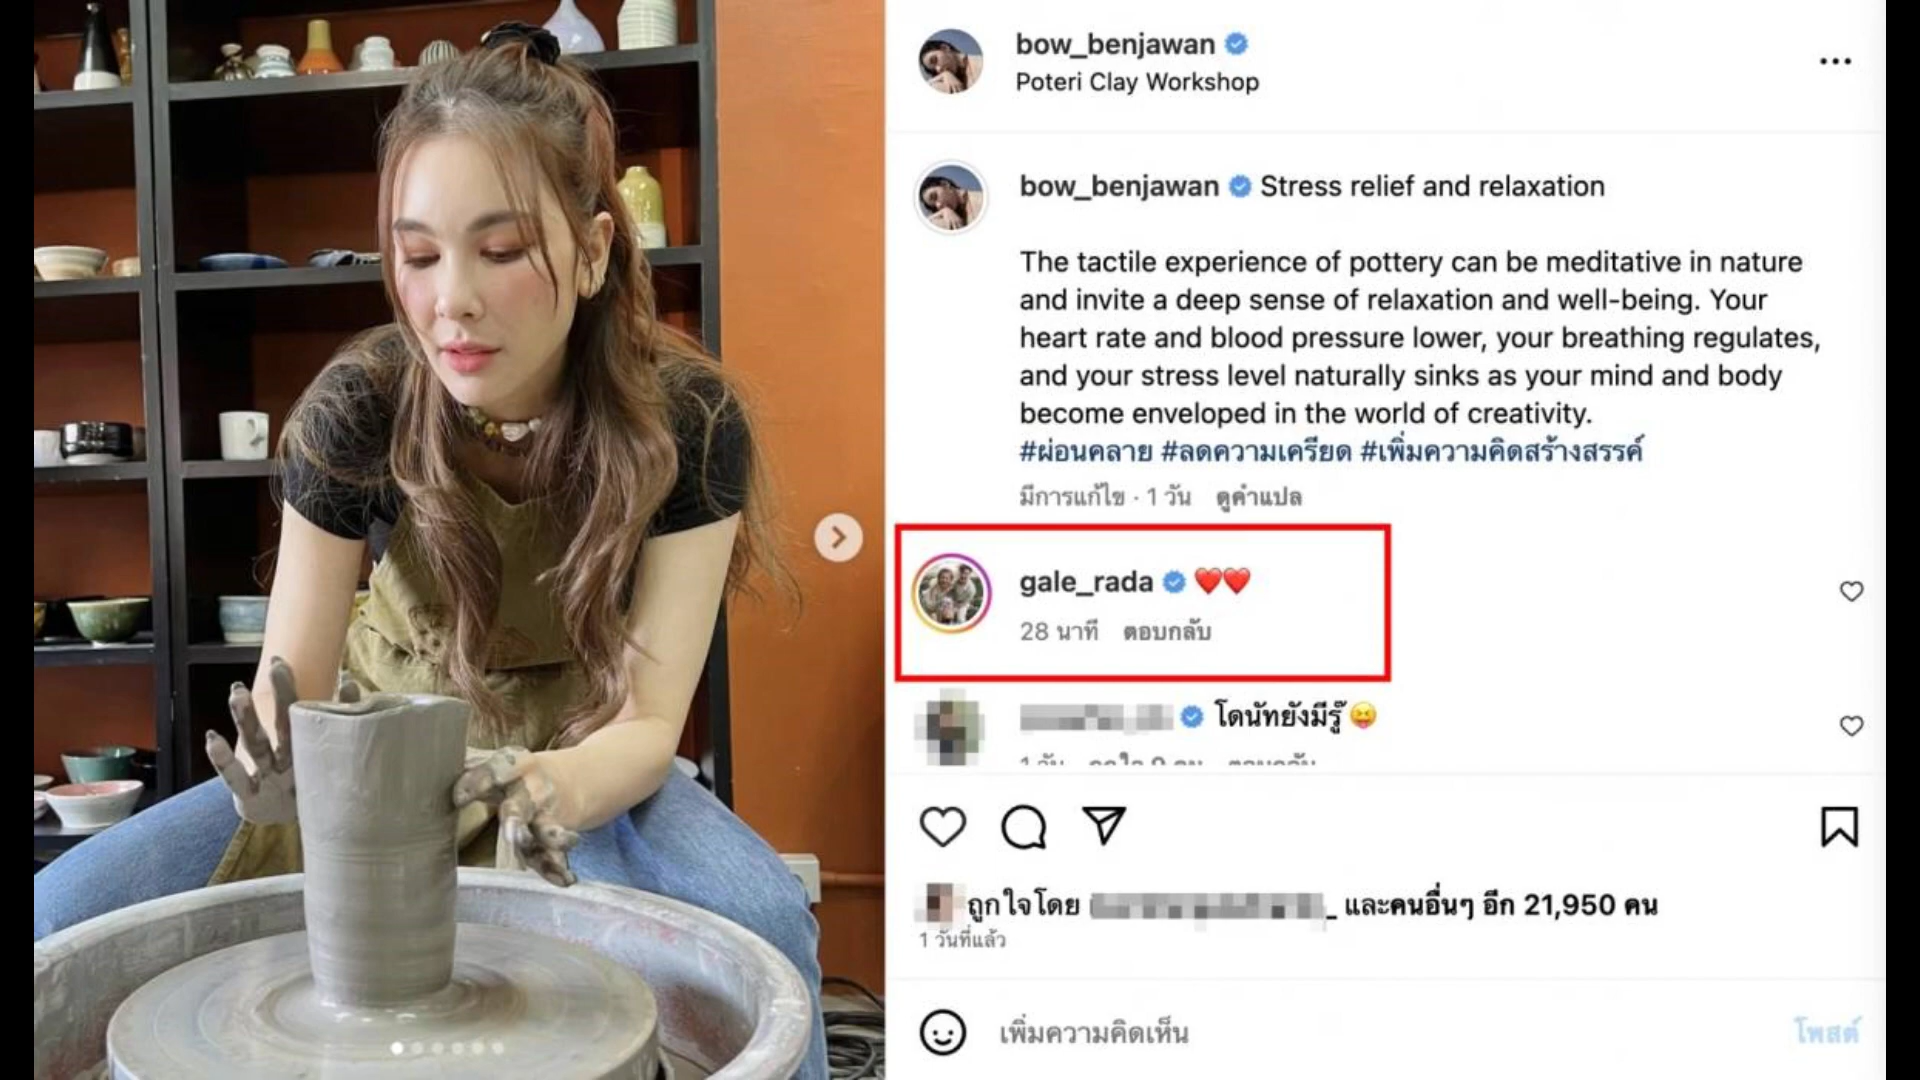 bow_benjawan
Poteri Clay Workshop
bow_benjawan Stress relief and relaxation
The tactile experience of pottery can be meditative in nature
and invite a deep sense of relaxation and well-being. Your
heart rate and blood pressure lower, your breathing regulates,
and your stress level naturally sinks as your mind and body
become enveloped in the world of creativity.
#ผ่อนคลาย #ลดความเครียด #เพิ่มความคิดสร้างสรรค์
มีการแก้ไข · 1 วัน ดูคำแปล
gale_rada ❤️❤️
28 นาที ตอบกลับ
โดนัทยังมีรู๊ 😝
ถูกใจโดย _ และคนอื่นๆ อีก 21,950 คน
1 วันที่แล้ว
เพิ่มความคิดเห็น
โพสต์